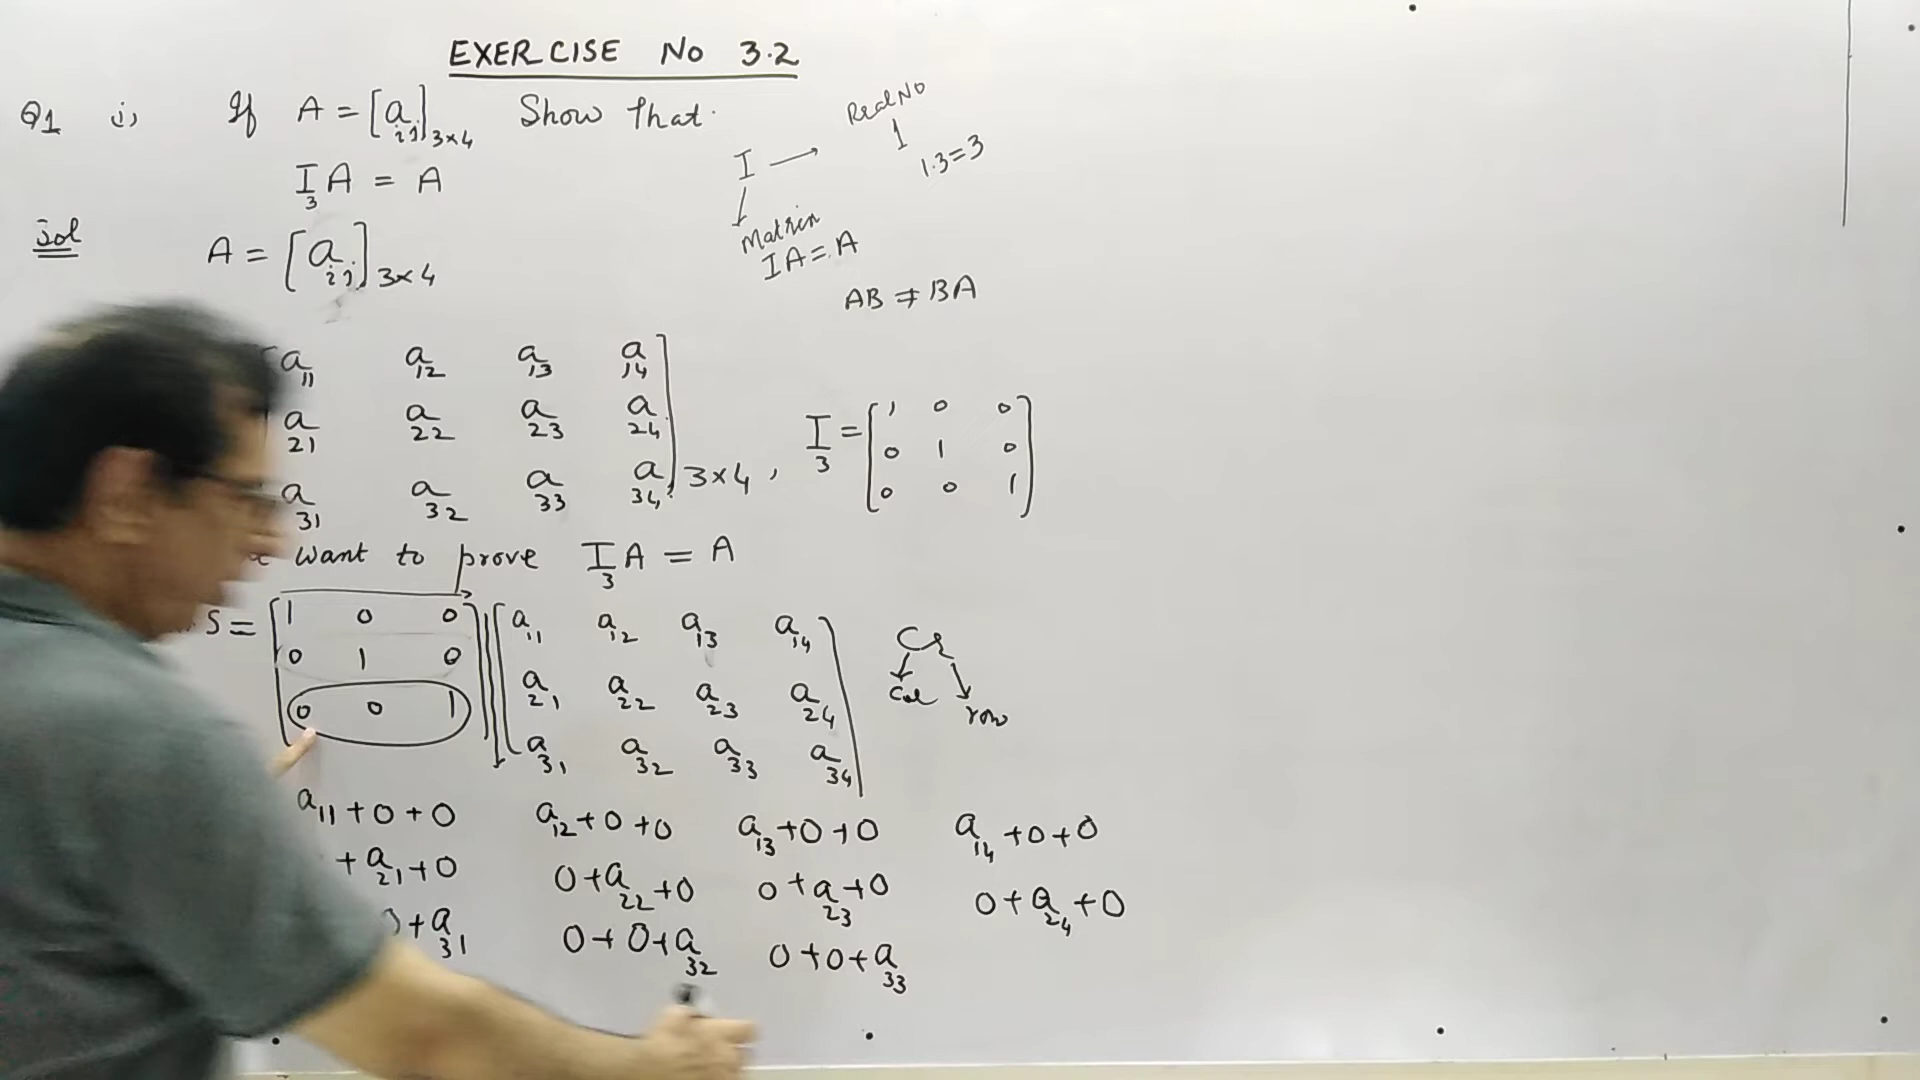 EXERCISE No 3.2
Q1 i, If A = [aij]3×4 Show that.
I3 A = A
Sol A = [aij]3×4
I → Real No 1
1.3=3
↓
Matrix
IA = A
AB ≠ BA
a11 a12 a13 a14
a21 a22 a23 a24
a31 a32 a33 a34 ]3×4 ,
I3 = [ 1 0 0
0 1 0
0 0 1 ]
want to prove I3 A = A
S = [ 1 0 0 ] [ a11 a12 a13 a14 ]
0 1 0 a21 a22 a23 a24
0 0 1 a31 a32 a33 a34
Cr
Col row
a11+0+0 a12+0+0 a13+0+0 a14+0+0
+a21+0 0+a22+0 0+a23+0 0+a24+0
+a31 0+0+a32 0+0+a33